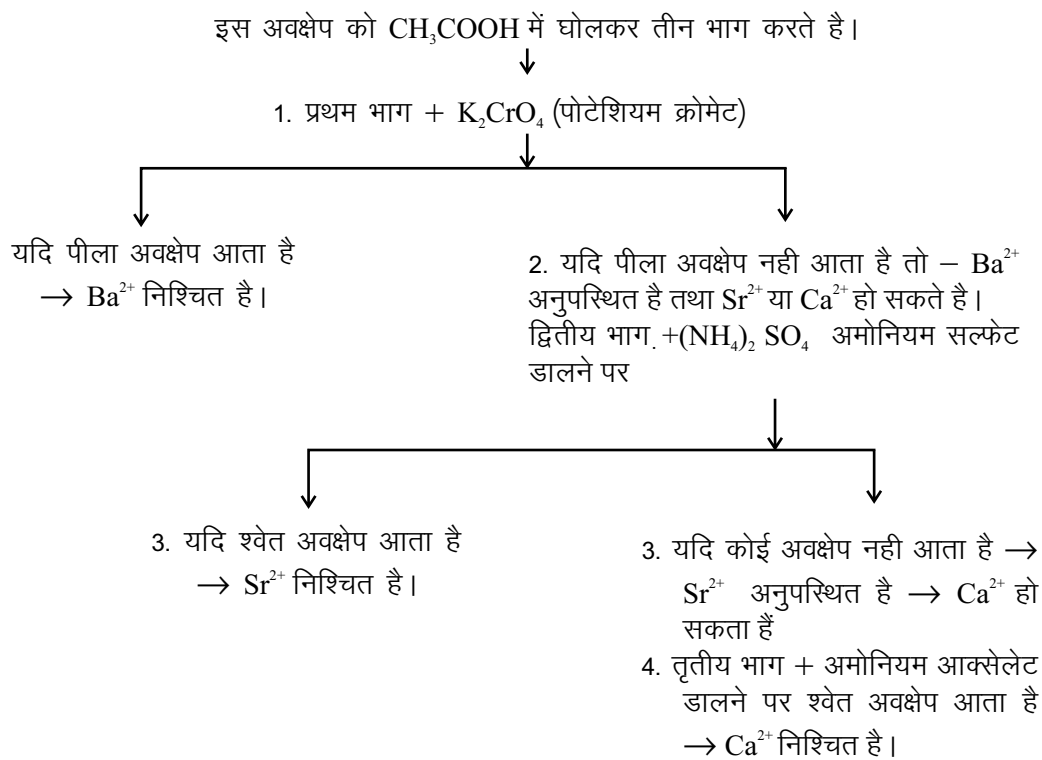 इस अवक्षेप को CH₃COOH में घोलकर तीन भाग करते है।
1. प्रथम भाग + K₂CrO₄ (पोटेशियम क्रोमेट)
यदि पीला अवक्षेप आता है
→ Ba²⁺ निश्चित है।
2. यदि पीला अवक्षेप नही आता है तो – Ba²⁺
अनुपस्थित है तथा Sr²⁺ या Ca²⁺ हो सकते है।
द्वितीय भाग. +(NH₄)₂ SO₄ अमोनियम सल्फेट
डालने पर
3. यदि श्वेत अवक्षेप आता है
→ Sr²⁺ निश्चित है।
3. यदि कोई अवक्षेप नही आता है →
Sr²⁺ अनुपस्थित है → Ca²⁺ हो
सकता हैं
4. तृतीय भाग + अमोनियम आक्सेलेट
डालने पर श्वेत अवक्षेप आता है
→ Ca²⁺ निश्चित है।